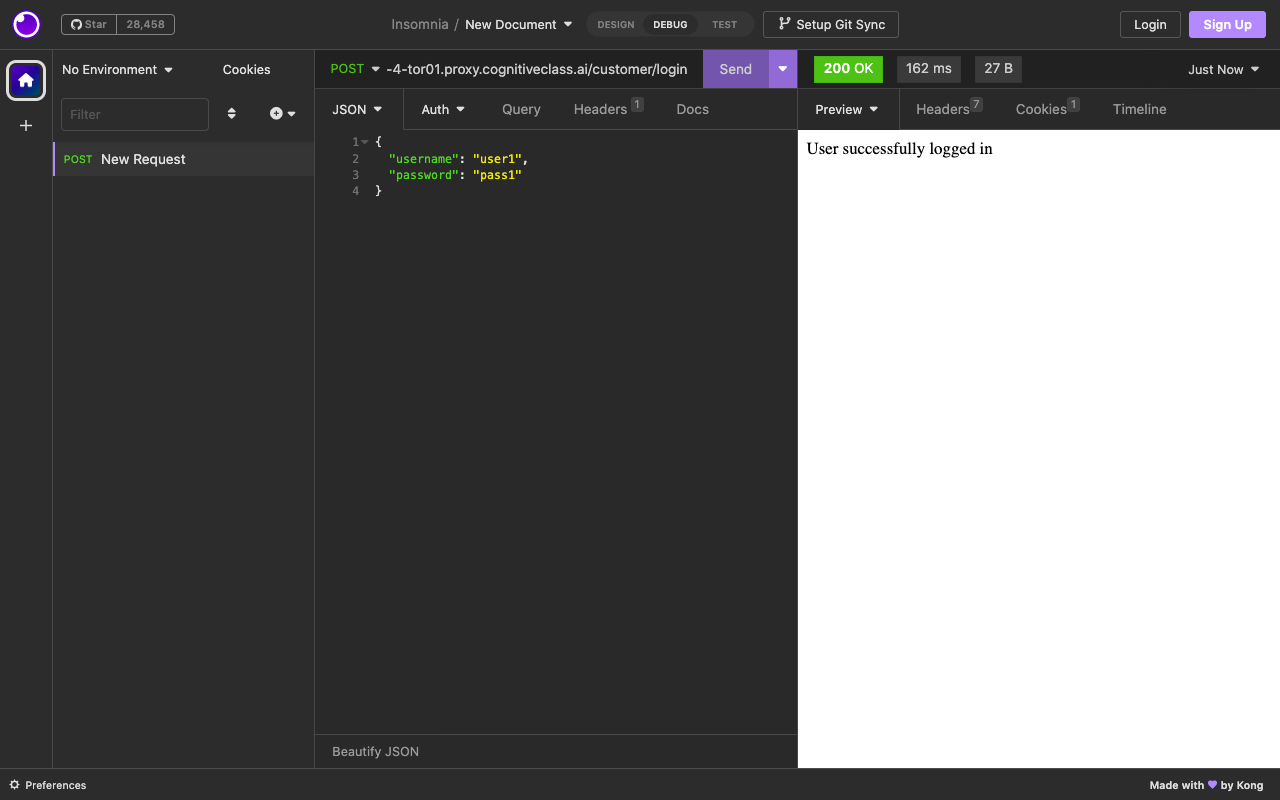 Star 28,458
Insomnia / New Document
DESIGN DEBUG TEST
Setup Git Sync
Login
Sign Up
No Environment
Cookies
Filter
POST New Request
POST -4-tor01.proxy.cognitiveclass.ai/customer/login
Send
JSON Auth Query Headers 1 Docs
1 {
2 "username": "user1",
3 "password": "pass1"
4 }
Beautify JSON
200 OK 162 ms 27 B
Just Now
Preview Headers 7 Cookies 1 Timeline
User successfully logged in
Preferences
Made with 💜 by Kong